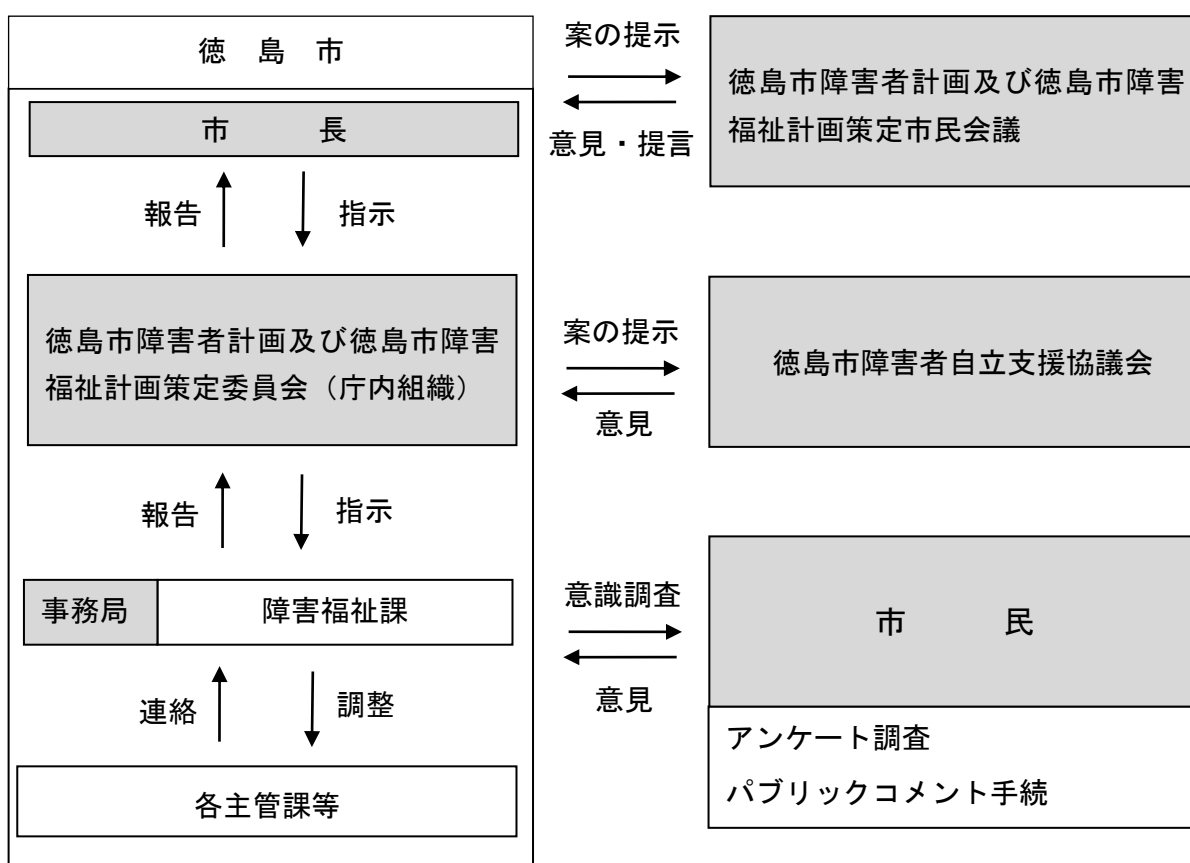 徳島市
市長
報告
指示
徳島市障害者計画及び徳島市障害
福祉計画策定委員会（庁内組織）
報告
指示
事務局
障害福祉課
連絡
調整
各主管課等
案の提示
意見・提言
徳島市障害者計画及び徳島市障害
福祉計画策定市民会議
案の提示
意見
徳島市障害者自立支援協議会
意識調査
意見
市民
アンケート調査
パブリックコメント手続